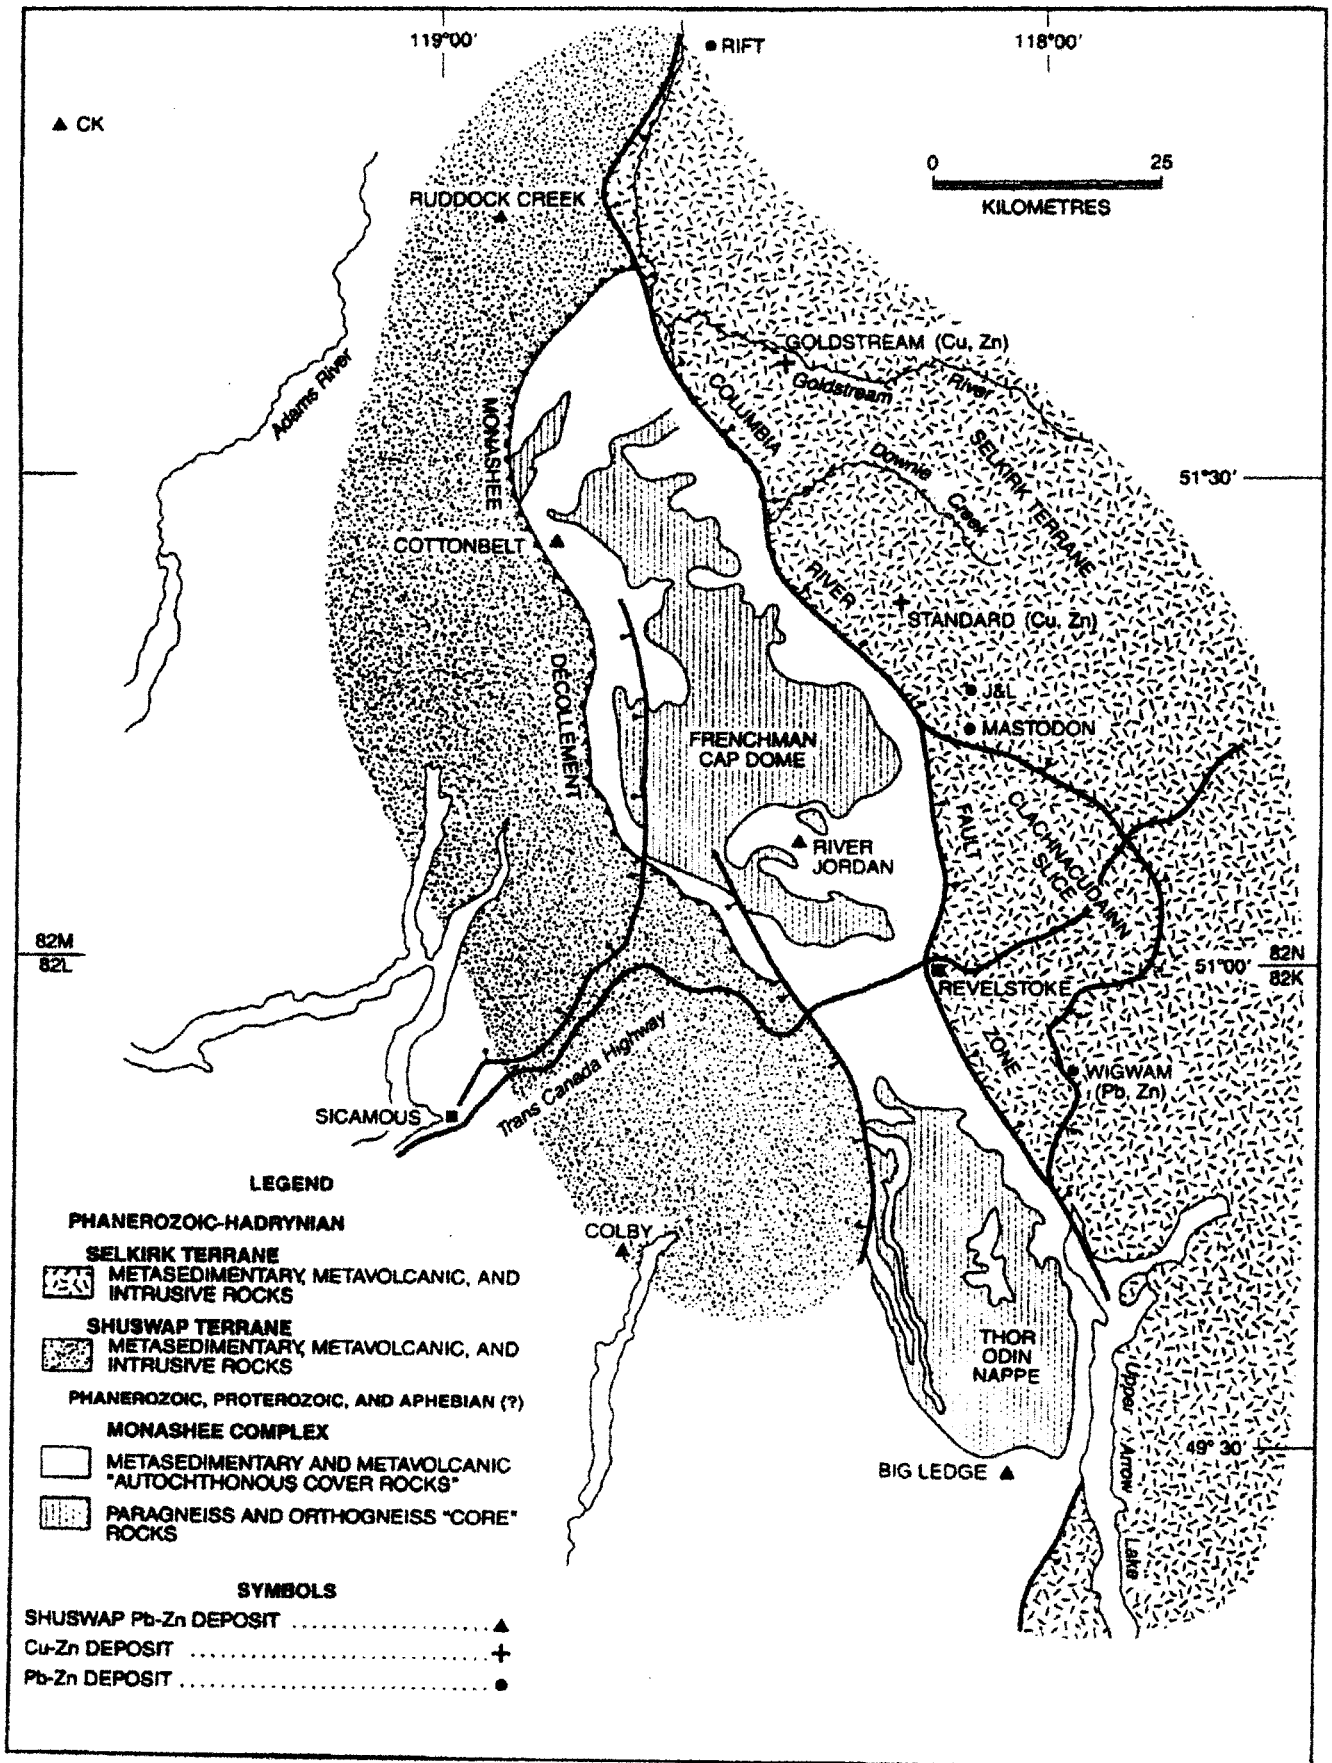 119°00'
118°00'
RIFT
CK
0 25
KILOMETRES
RUDDOCK CREEK
GOLDSTREAM (Cu, Zn)
Goldstream
River
Adams River
COLUMBIA
SELKIRK TERRANE
MONASHEE
Downie
Creek
51°30'
COTTONBELT
RIVER
STANDARD (Cu. Zn)
DECOLLEMENT
J&L
MASTODON
FRENCHMAN
CAP DOME
FAULT
CLACHNACUDAINN
SLICE
RIVER
JORDAN
82M
82L
51°00'
82N
82K
REVELSTOKE
ZONE
Trans Canada Highway
WIGWAM
(Pb, Zn)
SICAMOUS
LEGEND
PHANEROZOIC-HADRYNIAN
SELKIRK TERRANE
METASEDIMENTARY, METAVOLCANIC, AND
INTRUSIVE ROCKS
COLBY
SHUSWAP TERRANE
METASEDIMENTARY, METAVOLCANIC, AND
INTRUSIVE ROCKS
THOR
ODIN
NAPPE
PHANEROZOIC, PROTEROZOIC, AND APHEBIAN (?)
MONASHEE COMPLEX
METASEDIMENTARY AND METAVOLCANIC
"AUTOCHTHONOUS COVER ROCKS"
PARAGNEISS AND ORTHOGNEISS "CORE"
ROCKS
Upper Arrow Lake
49° 30'
BIG LEDGE
SYMBOLS
SHUSWAP Pb-Zn DEPOSIT
Cu-Zn DEPOSIT
Pb-Zn DEPOSIT